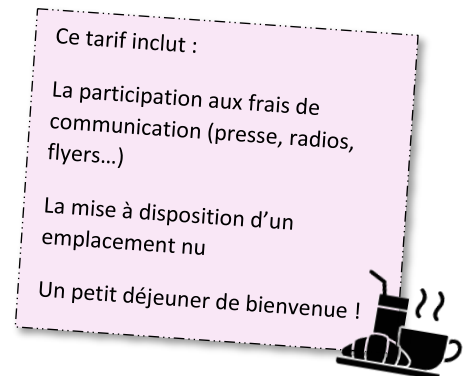 Ce tarif inclut :
La participation aux frais de
communication (presse, radios,
flyers…)
La mise à disposition d’un
emplacement nu
Un petit déjeuner de bienvenue !